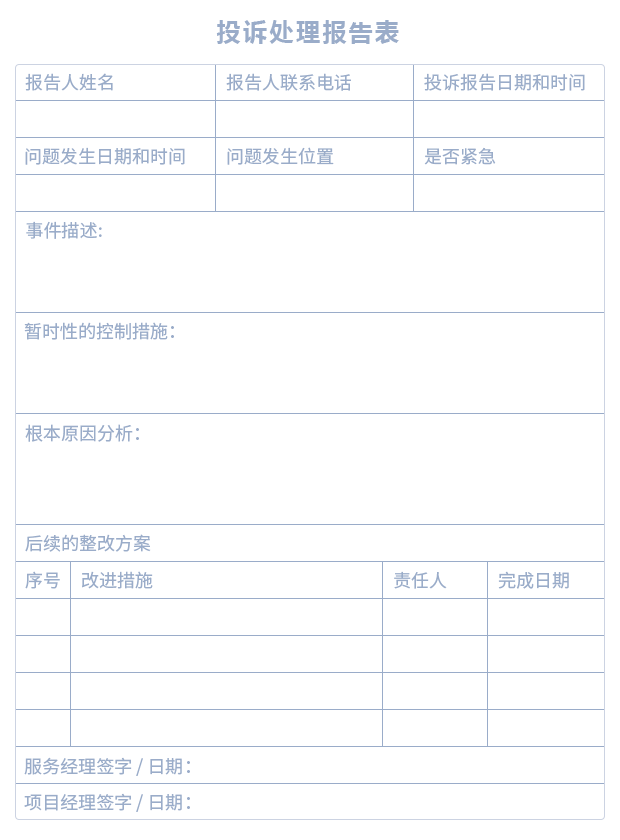 投诉处理报告表
报告人姓名 报告人联系电话 投诉报告日期和时间
问题发生日期和时间 问题发生位置 是否紧急
事件描述:
暂时性的控制措施：
根本原因分析：
后续的整改方案
序号 改进措施 责任人 完成日期
服务经理签字 / 日期：
项目经理签字 / 日期：